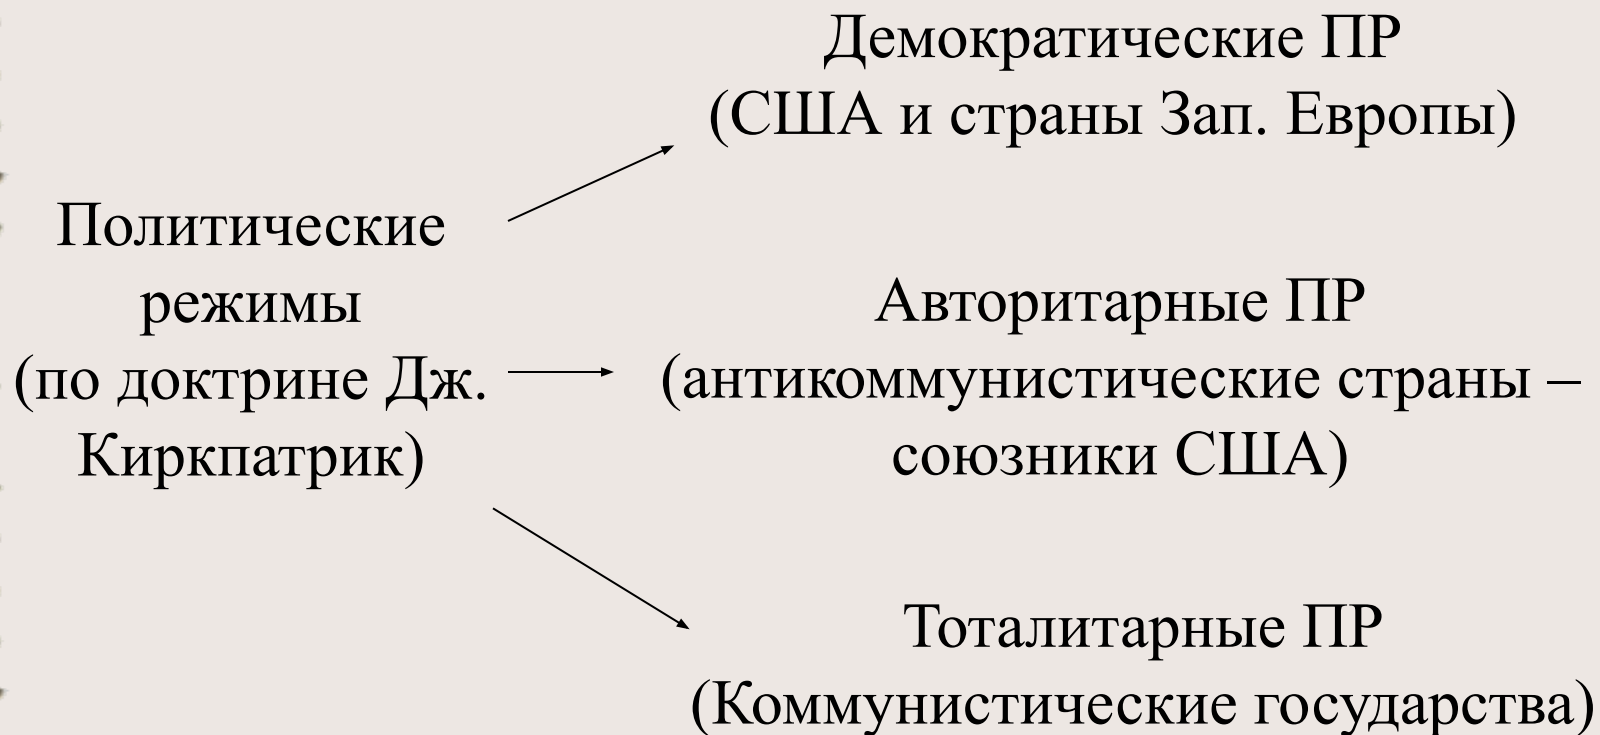 Политические
режимы
(по доктрине Дж.
Киркпатрик)
Демократические ПР
(США и страны Зап. Европы)
Авторитарные ПР
(антикоммунистические страны –
союзники США)
Тоталитарные ПР
(Коммунистические государства)